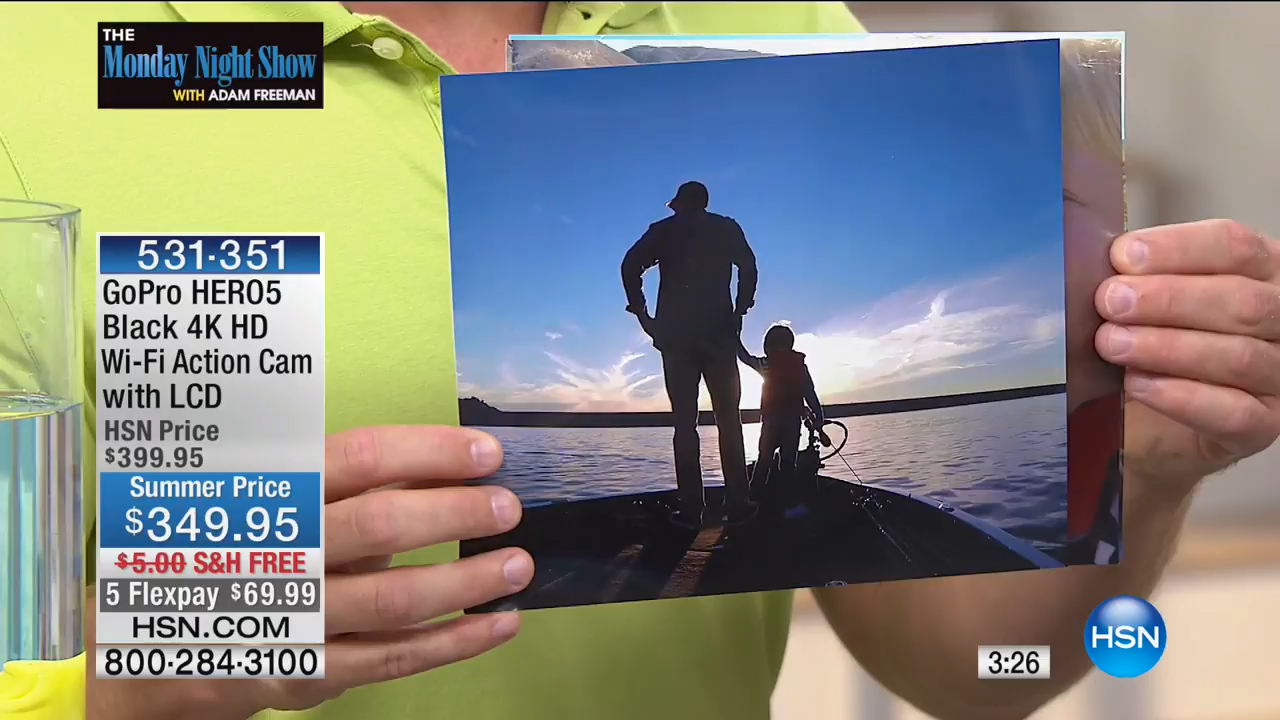 THE
Monday Night Show
WITH ADAM FREEMAN
531-351
GoPro HERO5
Black 4K HD
Wi-Fi Action Cam
with LCD
HSN Price
$399.95
Summer Price
$349.95
$5.00 S&H FREE
5 Flexpay $69.99
HSN.COM
800-284-3100
3:26
HSN